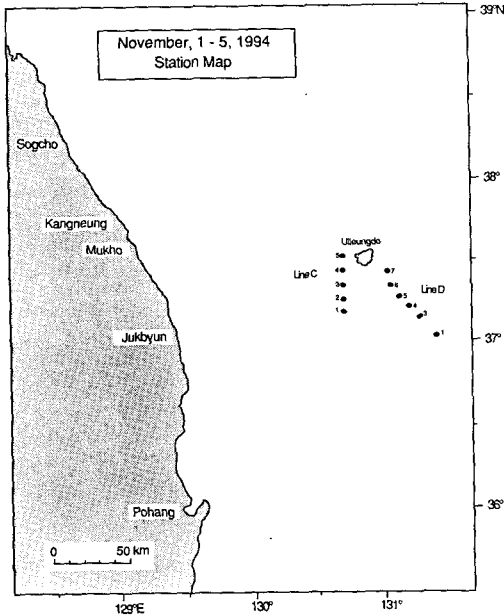 39°N
November, 1 - 5, 1994
Station Map
Sogcho
38°
Kangneung
Mukho
Ulleungdo
5
4
3
2
1
Line C
7
6
5
4
3
1
Line D
Jukbyun
37°
Pohang
36°
0 50 km
129°E
130°
131°